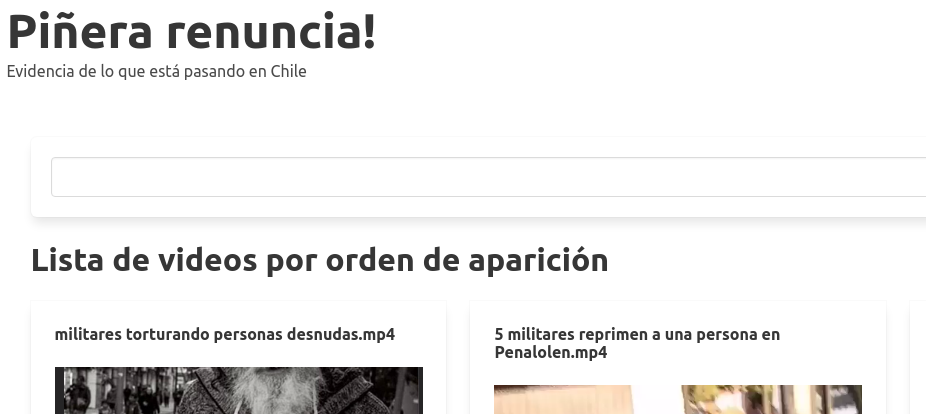 Piñera renuncia!
Evidencia de lo que está pasando en Chile
Lista de videos por orden de aparición
militares torturando personas desnudas.mp4
5 militares reprimen a una persona en
Penalolen.mp4